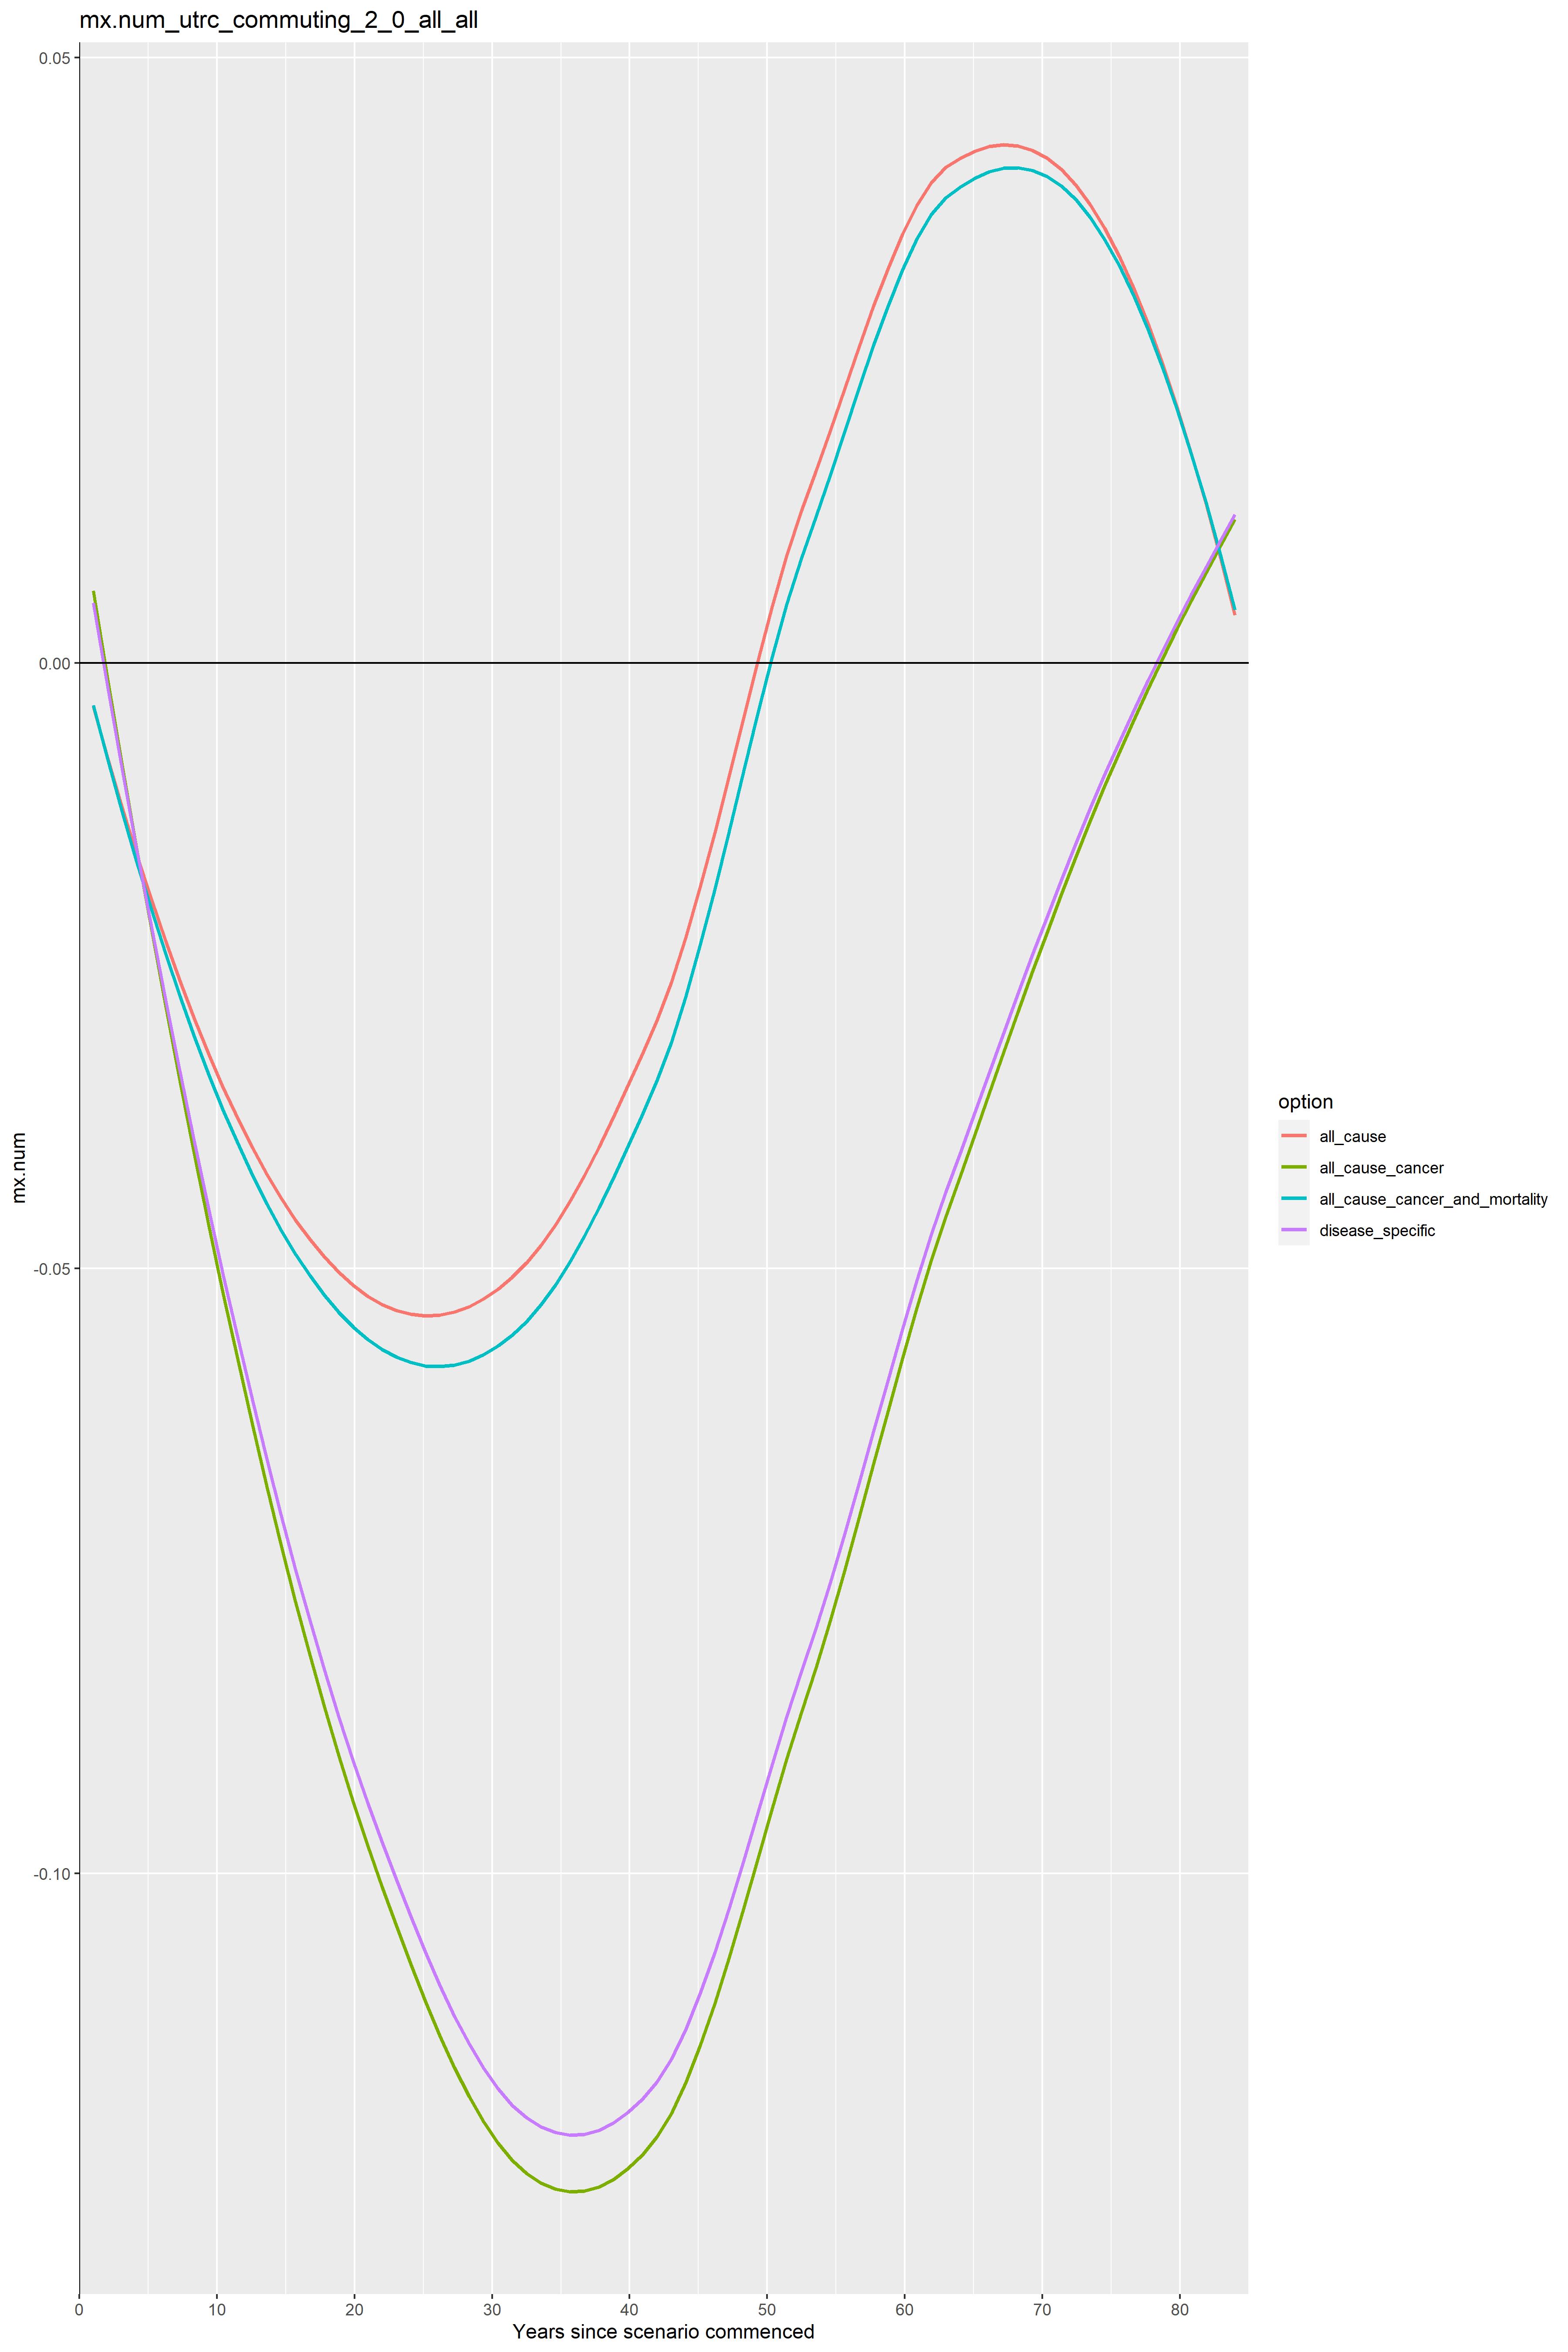 mx.num_utrc_commuting_2_0_all_all
0.05
0.00
-0.05
-0.10
mx.num
0 10 20 30 40 50 60 70 80
Years since scenario commenced
option
all_cause
all_cause_cancer
all_cause_cancer_and_mortality
disease_specific